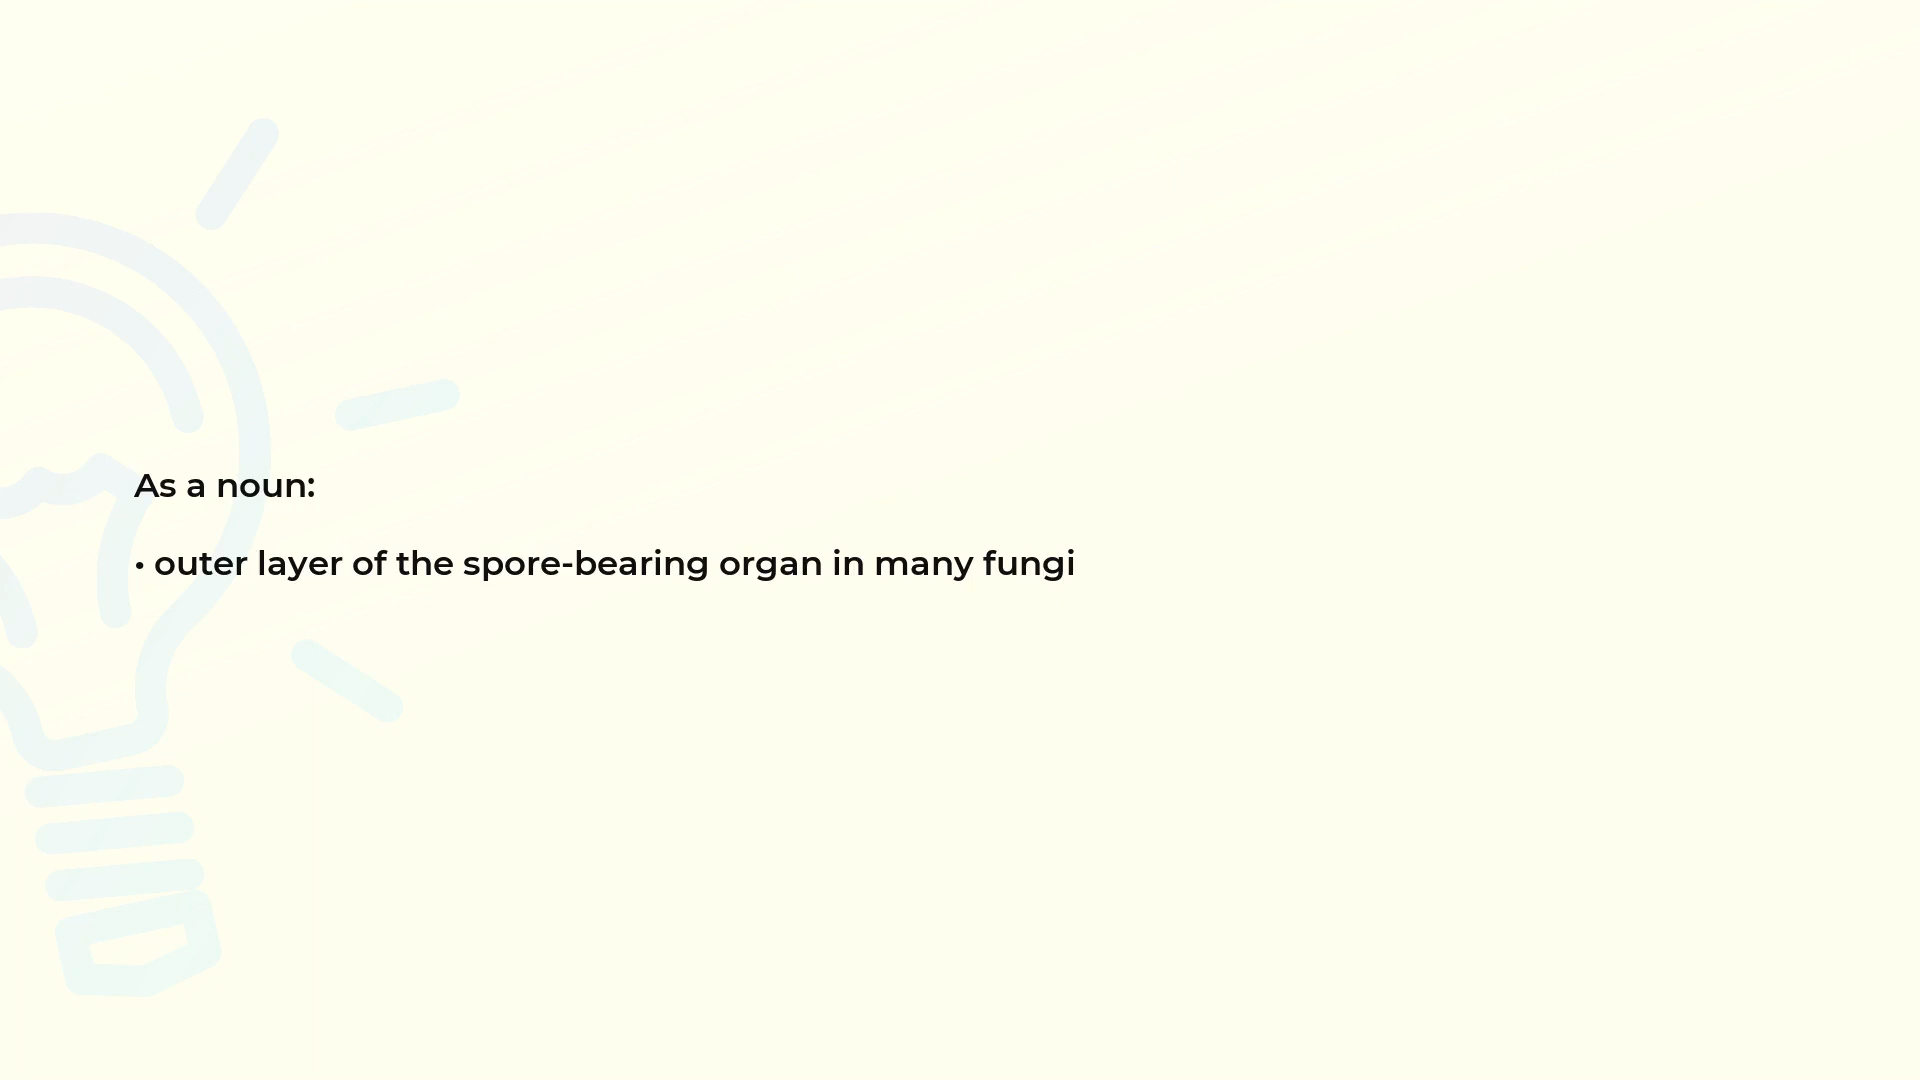 As a noun:
• outer layer of the spore-bearing organ in many fungi